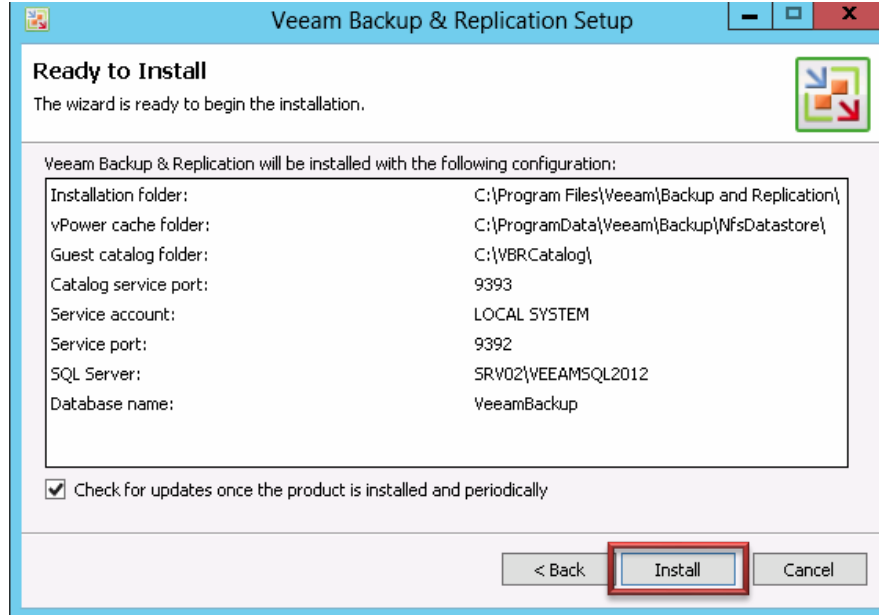 Veeam Backup & Replication Setup
Ready to Install
The wizard is ready to begin the installation.
Veeam Backup & Replication will be installed with the following configuration:
Installation folder: C:\Program Files\Veeam\Backup and Replication\
vPower cache folder: C:\ProgramData\Veeam\Backup\NfsDatastore\
Guest catalog folder: C:\VBRCatalog\
Catalog service port: 9393
Service account: LOCAL SYSTEM
Service port: 9392
SQL Server: SRV02\VEEAMSQL2012
Database name: VeeamBackup
Check for updates once the product is installed and periodically
< Back Install Cancel